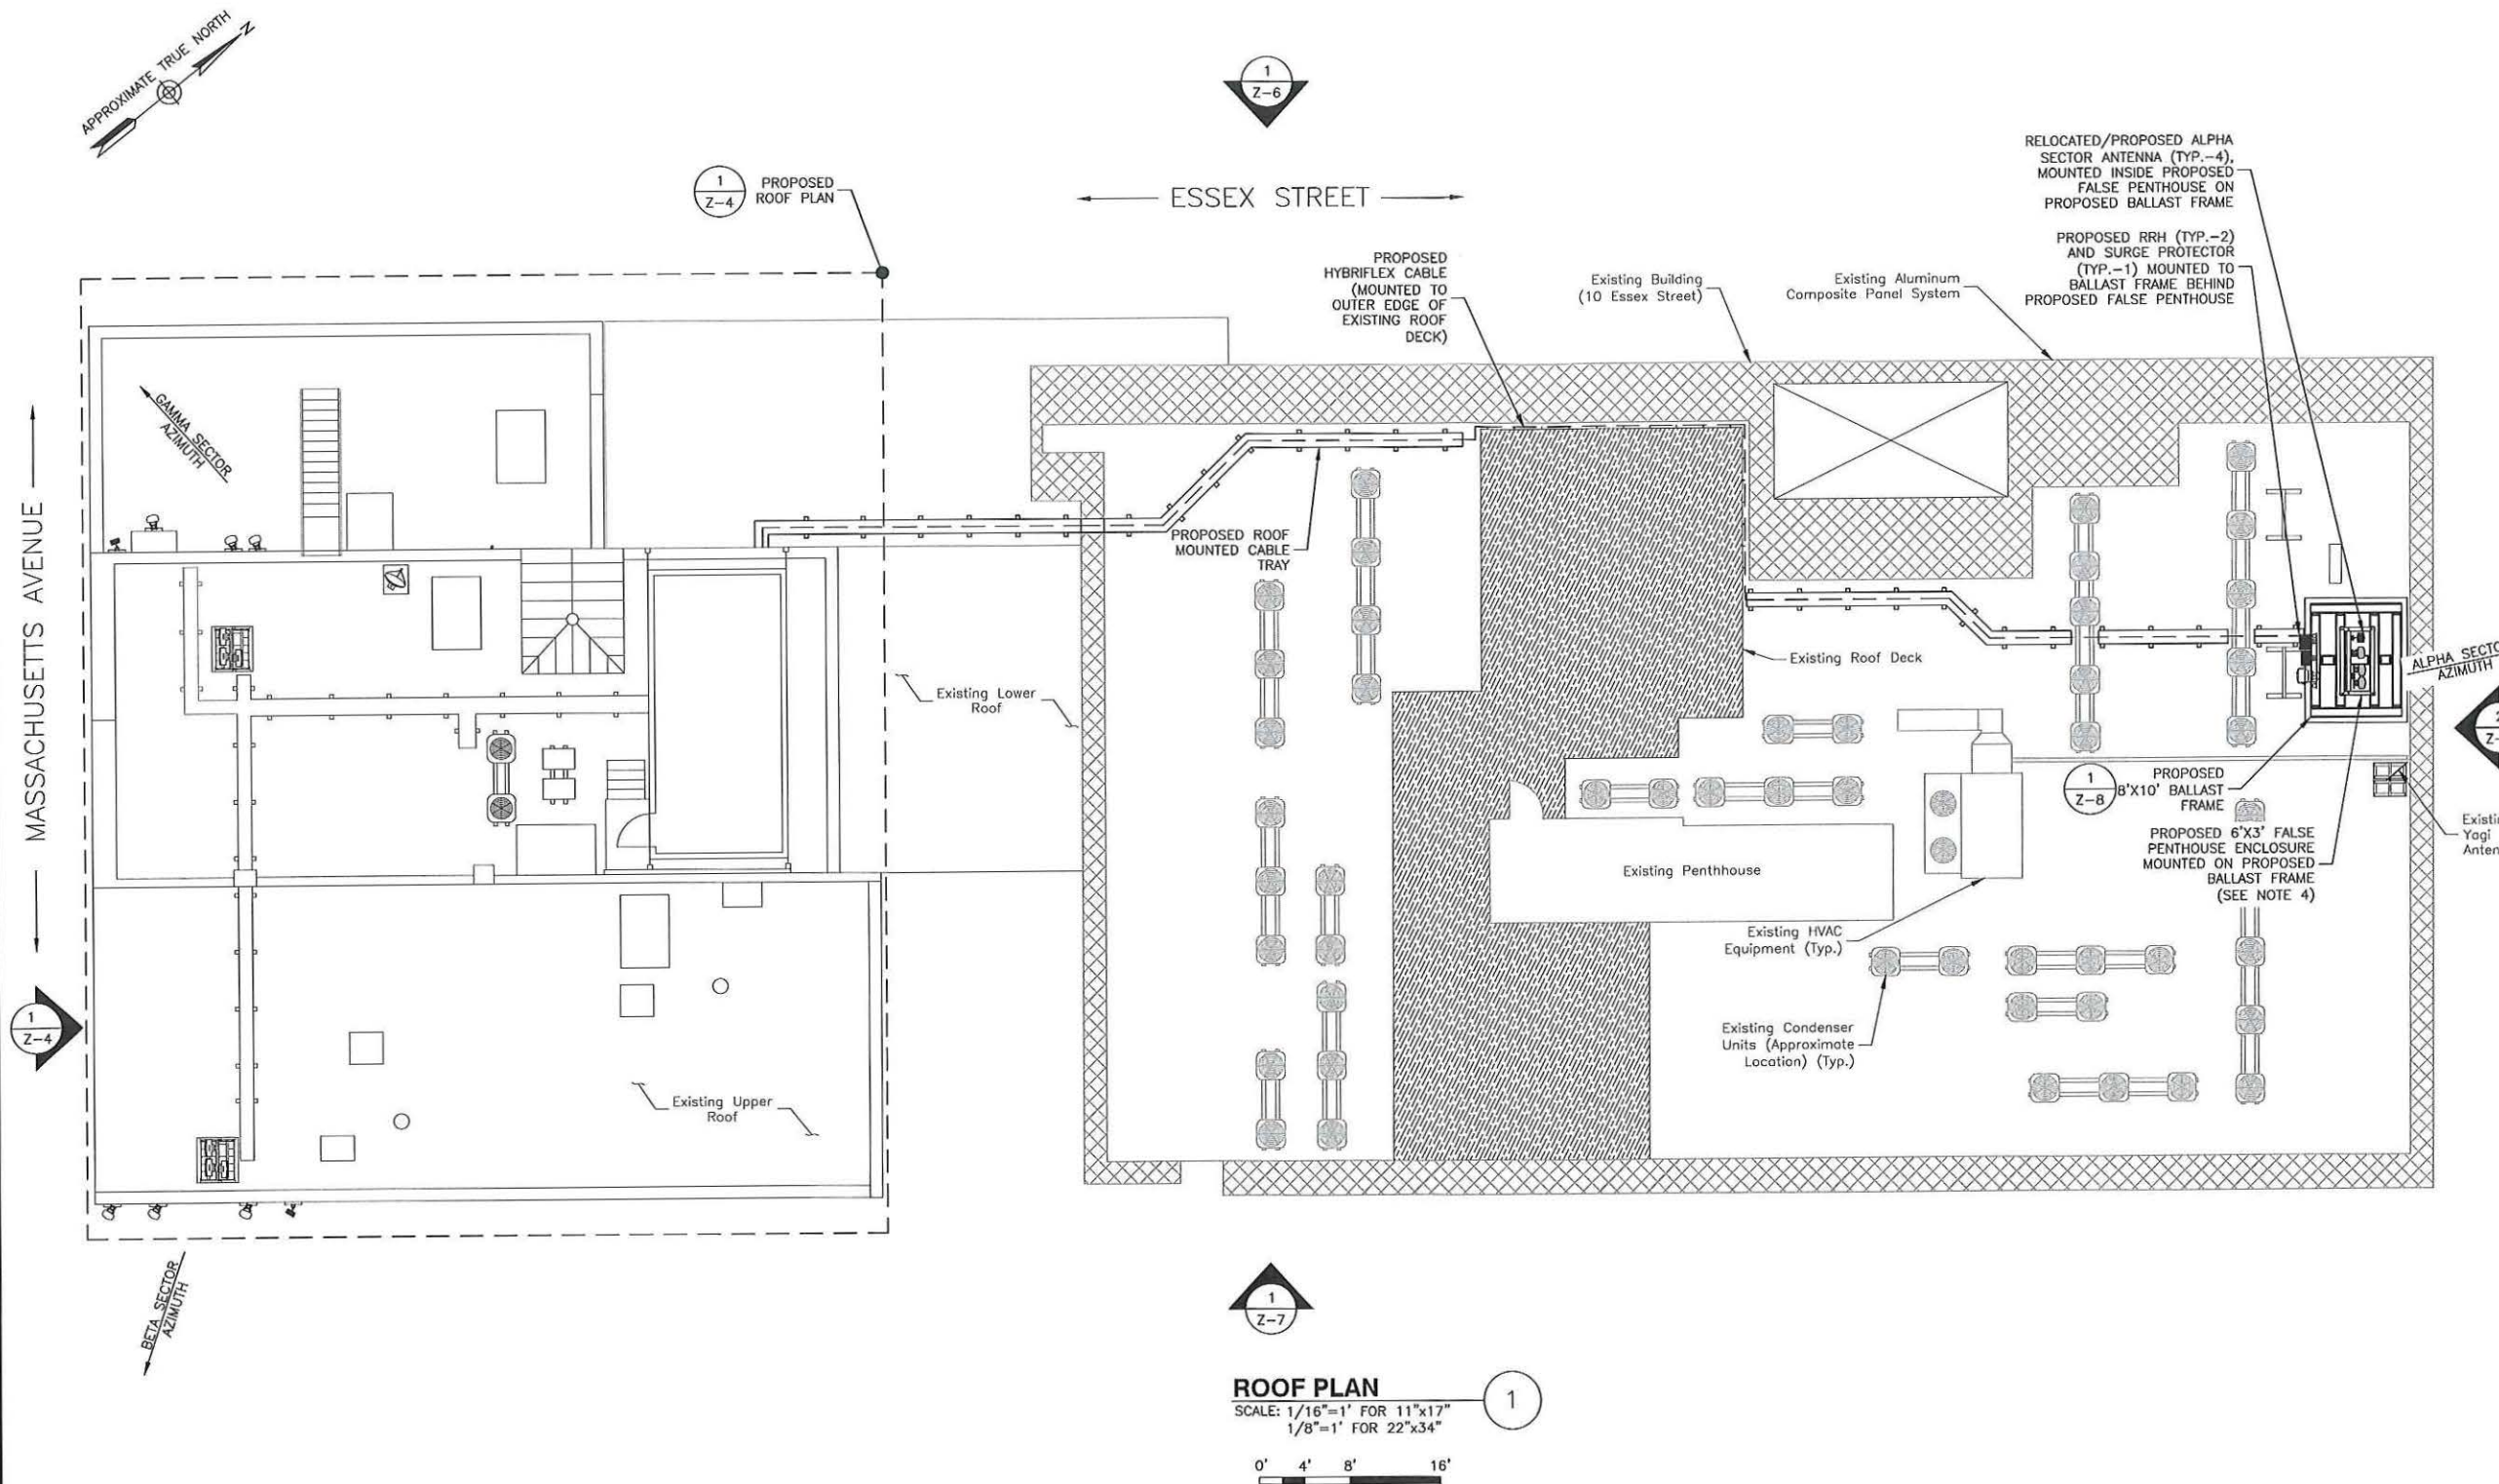 APPROXIMATE TRUE NORTH
N
1
Z-6
1
Z-4
PROPOSED
ROOF PLAN
ESSEX STREET
RELOCATED/PROPOSED ALPHA
SECTOR ANTENNA (TYP.-4),
MOUNTED INSIDE PROPOSED
FALSE PENTHOUSE ON
PROPOSED BALLAST FRAME
PROPOSED RRH (TYP.-2)
AND SURGE PROTECTOR
(TYP.-1) MOUNTED TO
BALLAST FRAME BEHIND
PROPOSED FALSE PENTHOUSE
PROPOSED
HYBRIFLEX CABLE
(MOUNTED TO
OUTER EDGE OF
EXISTING ROOF
DECK)
Existing Building
(10 Essex Street)
Existing Aluminum
Composite Panel System
GAMMA SECTOR
AZIMUTH
MASSACHUSETTS AVENUE
PROPOSED ROOF
MOUNTED CABLE
TRAY
Existing Lower
Roof
Existing Roof Deck
ALPHA SECTO
AZIMUTH
2
Z-
1
Z-8
PROPOSED
8'X10' BALLAST
FRAME
Existin
Yagi
Anten
PROPOSED 6'X3' FALSE
PENTHOUSE ENCLOSURE
MOUNTED ON PROPOSED
BALLAST FRAME
(SEE NOTE 4)
Existing Penthhouse
Existing HVAC
Equipment (Typ.)
Existing Condenser
Units (Approximate
Location) (Typ.)
1
Z-4
Existing Upper
Roof
BETA SECTOR
AZIMUTH
1
Z-7
ROOF PLAN
1
SCALE: 1/16"=1' FOR 11"x17"
1/8"=1' FOR 22"x34"
0' 4' 8' 16'